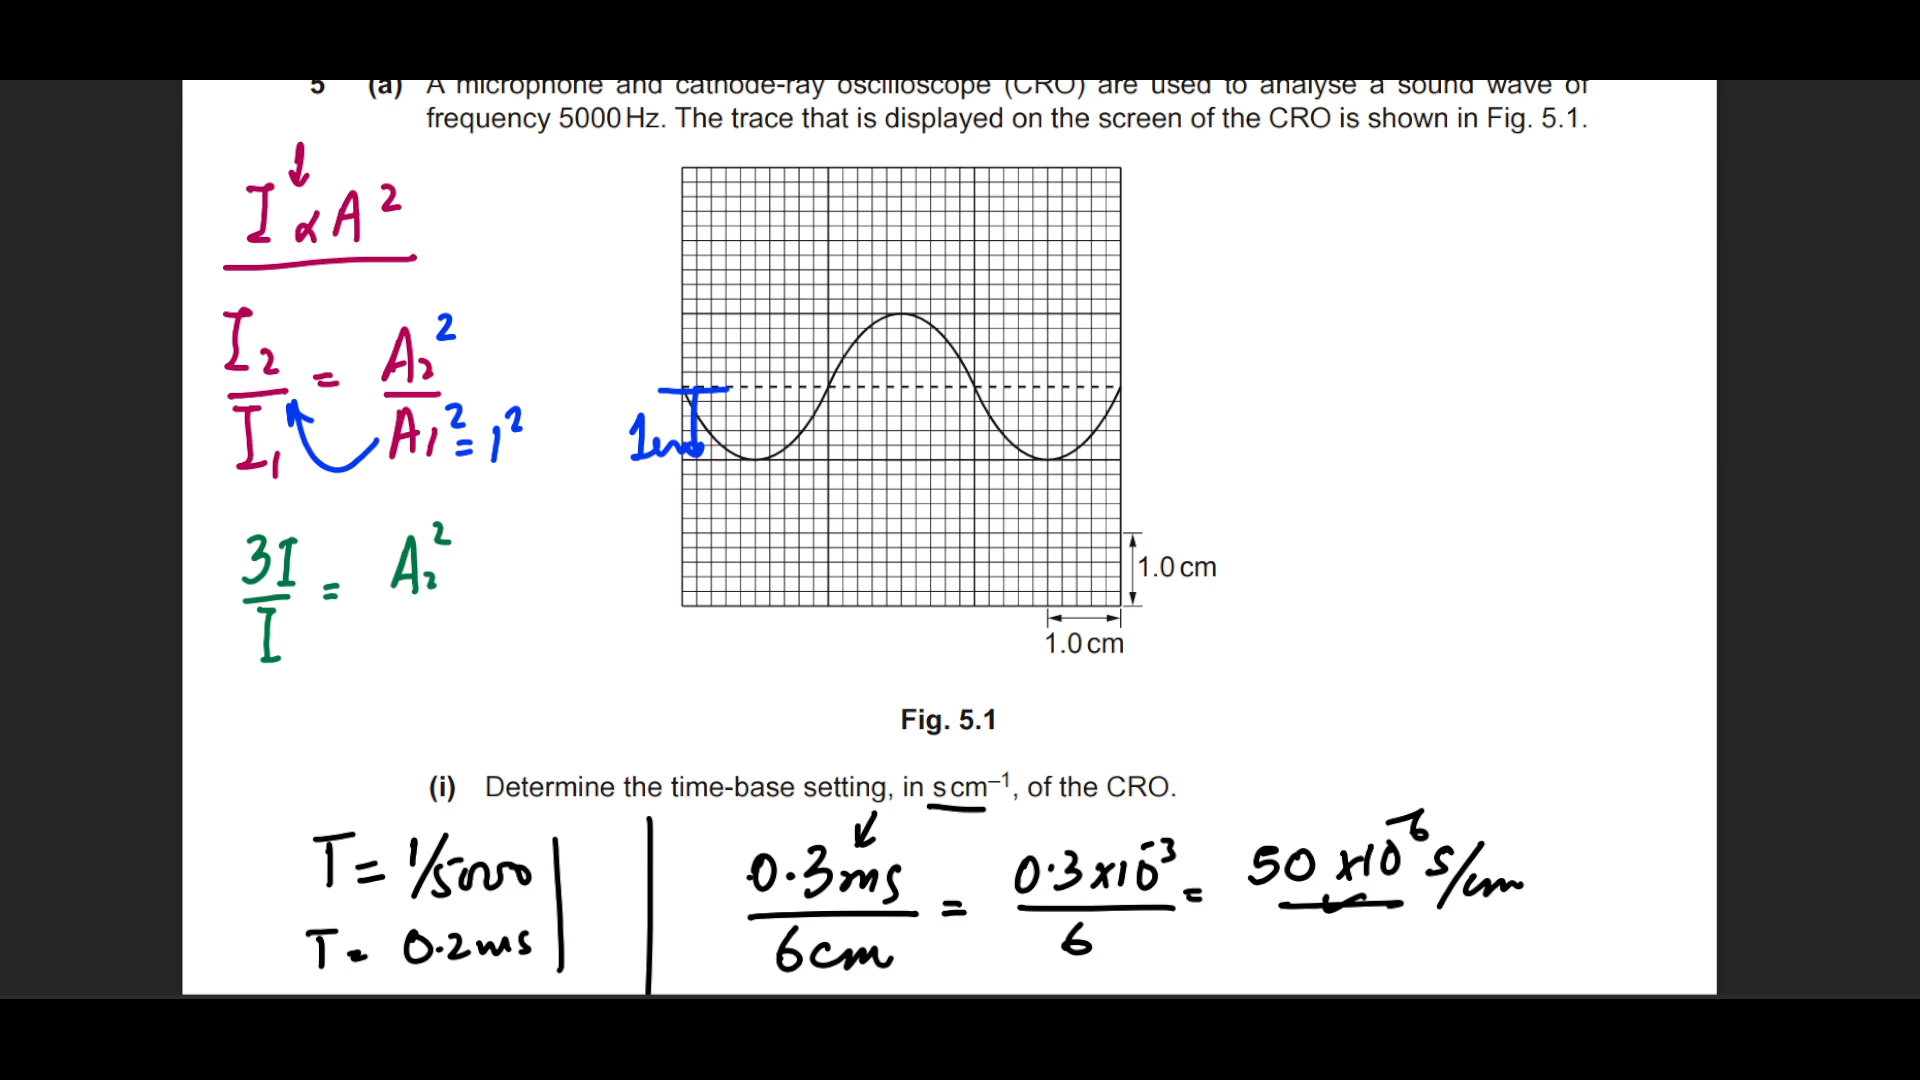 5 (a) A microphone and cathode-ray oscilloscope (CRO) are used to analyse a sound wave of
frequency 5000 Hz. The trace that is displayed on the screen of the CRO is shown in Fig. 5.1.
I ∝ A²
I₂/I₁ = A₂²/A₁² = 1²
1cm
3I/I = A₂²
1.0 cm
1.0 cm
Fig. 5.1
(i) Determine the time-base setting, in s cm⁻¹, of the CRO.
T = 1/5000
T = 0.2ms
0.3ms/6cm = 0.3×10⁻³/6 = 50 ×10⁻⁶ s/cm